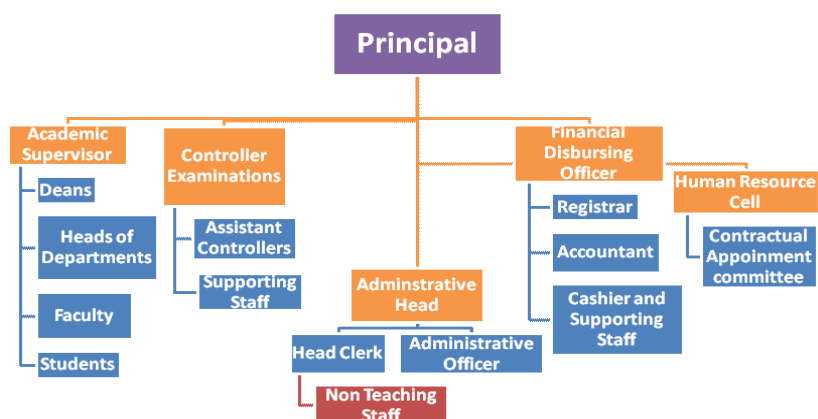 Principal
Academic
Supervisor
Deans
Heads of
Departments
Faculty
Students
Controller
Examinations
Assistant
Controllers
Supporting
Staff
Adminstrative
Head
Head Clerk
Non Teaching
Staff
Administrative
Officer
Financial
Disbursing
Officer
Registrar
Accountant
Cashier and
Supporting
Staff
Human Resource
Cell
Contractual
Appoinment
committee